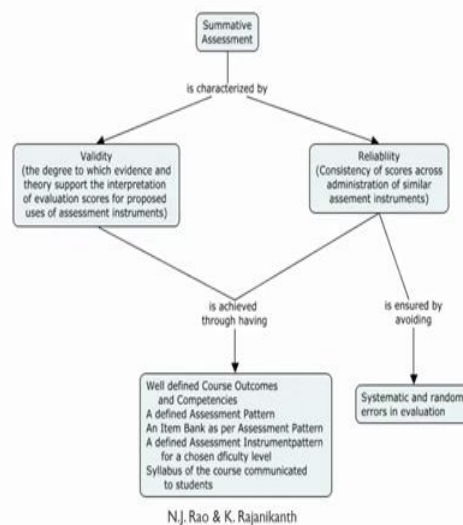 Summative
Assessment
is characterized by
Validity
(the degree to which evidence and
theory support the interpretation
of evaluation scores for proposed
uses of assessment instruments)
Reliability
(Consistency of scores across
administration of similar
assement instruments)
is achieved
through having
is ensured by
avoiding
Well defined Course Outcomes
and Competencies
A defined Assessment Pattern
An Item Bank as per Assessment Pattern
A defined Assessment Instrumentpattern
for a chosen dficulty level
Syllabus of the course communicated
to students
Systematic and random
errors in evaluation
N.J. Rao & K. Rajanikanth